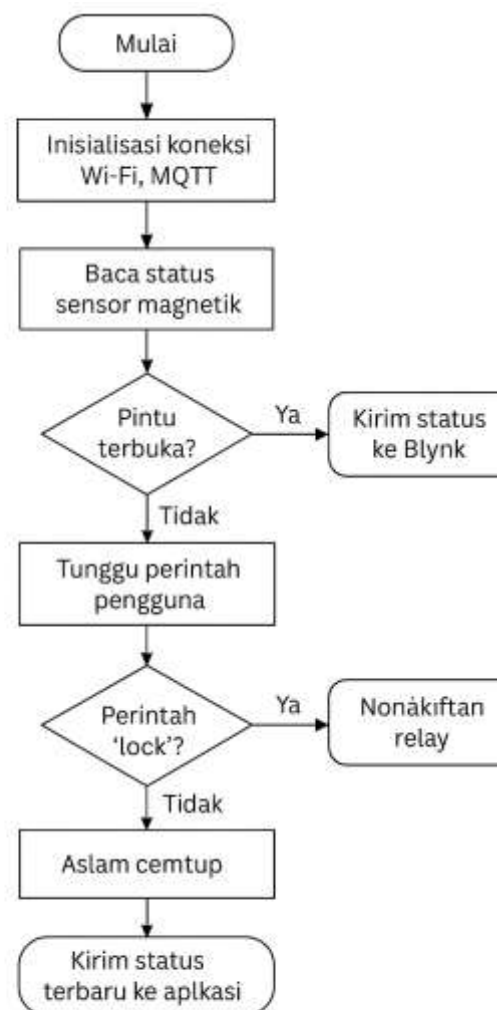 Mulai
Inisialisasi koneksi
Wi-Fi, MQTT
Baca status
sensor magnetik
Pintu
terbuka?
Ya
Kirim status
ke Blynk
Tidak
Tunggu perintah
pengguna
Perintah
‘lock’?
Ya
Nonàkıftan
relay
Tidak
Aslam cemtup
Kirim status
terbaru ke aplkasi